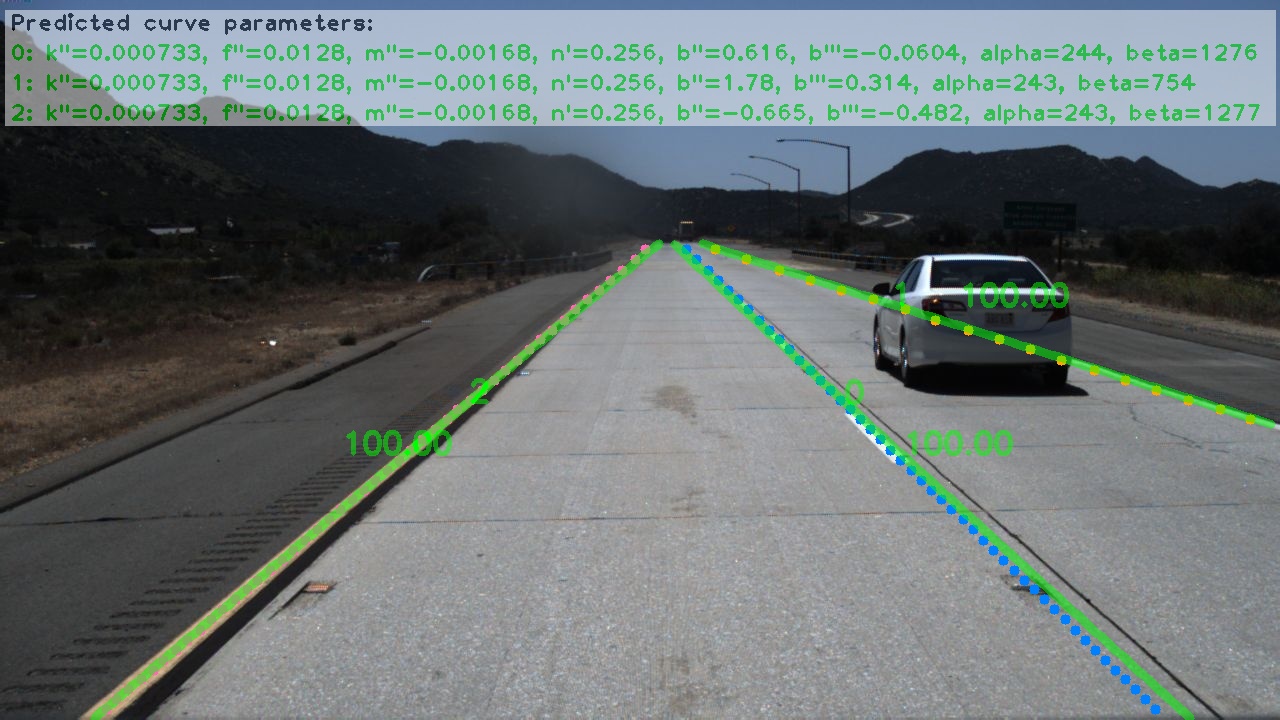 Predicted curve parameters:
0: k''=0.000733, f''=0.0128, m''=-0.00168, n'=0.256, b''=0.616, b'''=-0.0604, alpha=244, beta=1276
1: k''=0.000733, f''=0.0128, m''=-0.00168, n'=0.256, b''=1.78, b'''=0.314, alpha=243, beta=754
2: k''=0.000733, f''=0.0128, m''=-0.00168, n'=0.256, b''=-0.665, b'''=-0.482, alpha=243, beta=1277
1 100.00
2 0
100.00 100.00